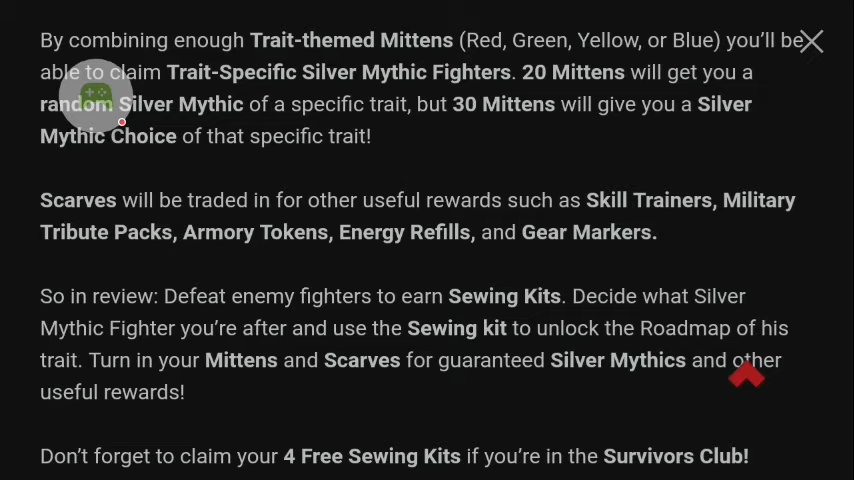 By combining enough Trait-themed Mittens (Red, Green, Yellow, or Blue) you'll be
able to claim Trait-Specific Silver Mythic Fighters. 20 Mittens will get you a
random Silver Mythic of a specific trait, but 30 Mittens will give you a Silver
Mythic Choice of that specific trait!
Scarves will be traded in for other useful rewards such as Skill Trainers, Military
Tribute Packs, Armory Tokens, Energy Refills, and Gear Markers.
So in review: Defeat enemy fighters to earn Sewing Kits. Decide what Silver
Mythic Fighter you're after and use the Sewing kit to unlock the Roadmap of his
trait. Turn in your Mittens and Scarves for guaranteed Silver Mythics and other
useful rewards!
Don't forget to claim your 4 Free Sewing Kits if you're in the Survivors Club!